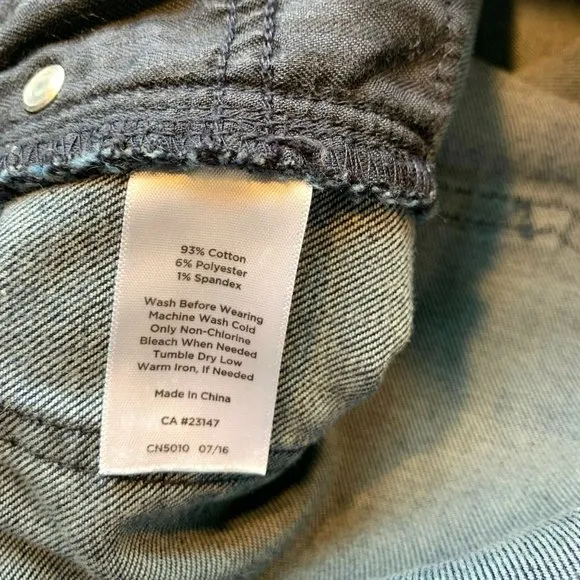 93% Cotton
6% Polyester
1% Spandex
Wash Before Wearing
Machine Wash Cold
Only Non-Chlorine
Bleach When Needed
Tumble Dry Low
Warm Iron, If Needed
Made in China
CA #23147
CN5010 07/16